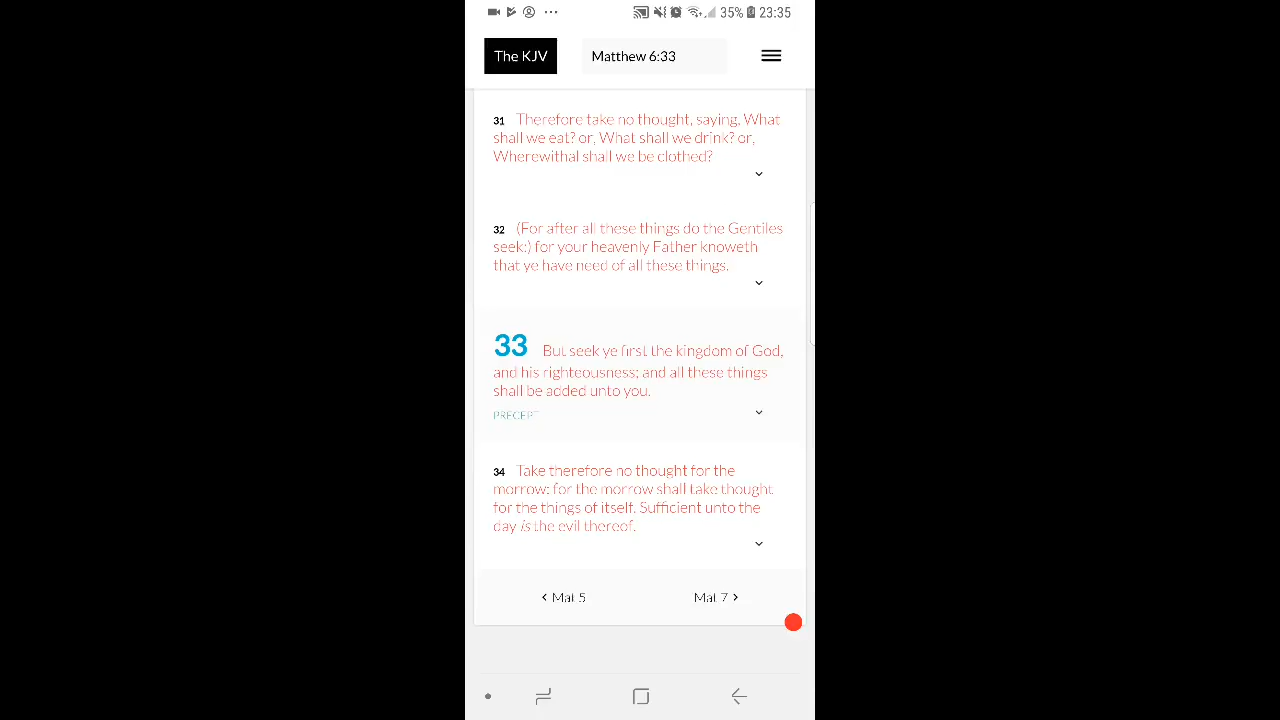 35% 23:35
The KJV Matthew 6:33
31 Therefore take no thought, saying, What
shall we eat? or, What shall we drink? or,
Wherewithal shall we be clothed?
32 (For after all these things do the Gentiles
seek:) for your heavenly Father knoweth
that ye have need of all these things.
33 But seek ye first the kingdom of God,
and his righteousness; and all these things
shall be added unto you.
PRECEPT
34 Take therefore no thought for the
morrow: for the morrow shall take thought
for the things of itself. Sufficient unto the
day is the evil thereof.
< Mat 5 Mat 7 >